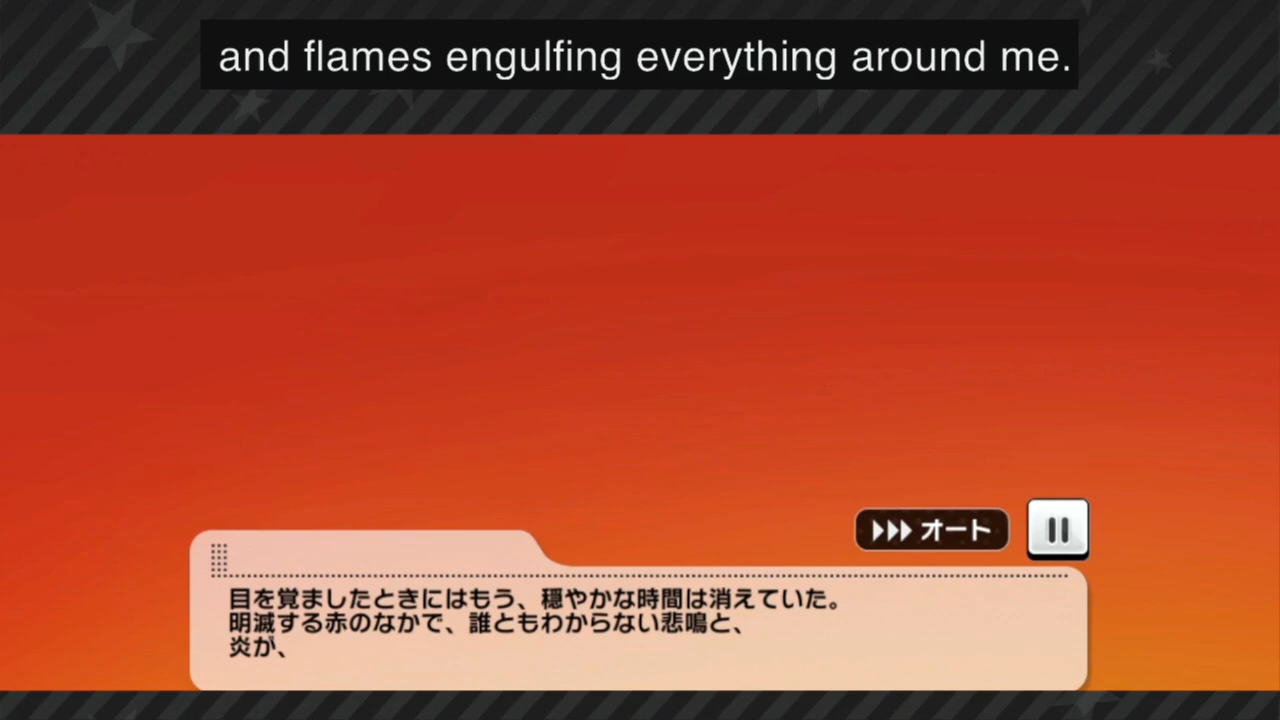 and flames engulfing everything around me.
オート
目を覚ましたときにはもう、穏やかな時間は消えていた。
明滅する赤のなかで、誰ともわからない悲鳴と、
炎が、